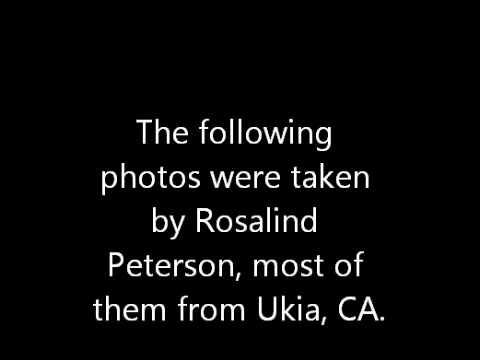 The following
photos were taken
by Rosalind
Peterson, most of
them from Ukia, CA.